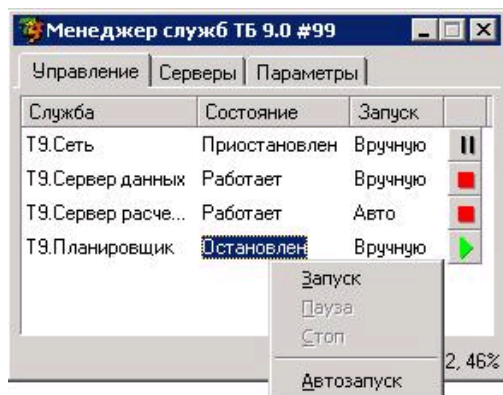 Менеджер служб ТБ 9.0 #99
Управление Серверы Параметры
Служба Состояние Запуск
Т9.Сеть Приостановлен Вручную
Т9.Сервер данных Работает Вручную
Т9.Сервер расче... Работает Авто
Т9.Планировщик Остановлен Вручную
Запуск
Пауза
Стоп
2, 46%
Автозапуск